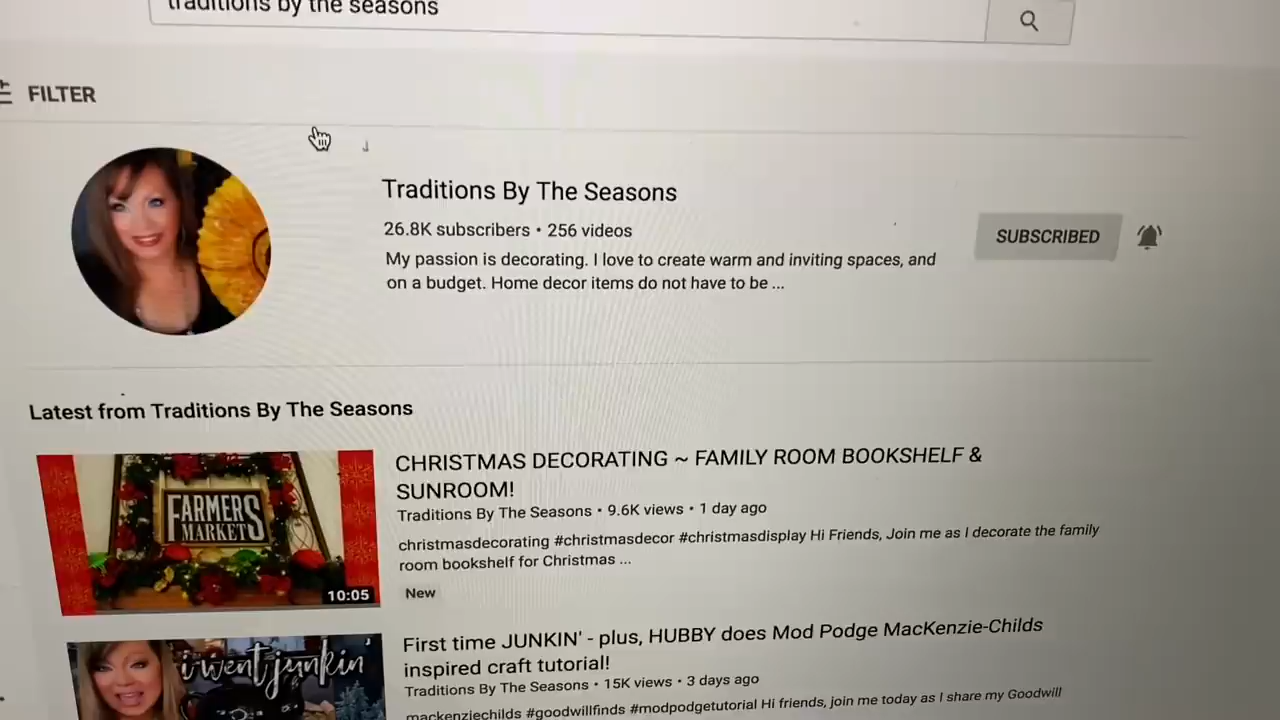 traditions by the seasons
FILTER
Traditions By The Seasons
26.8K subscribers • 256 videos
SUBSCRIBED
My passion is decorating. I love to create warm and inviting spaces, and
on a budget. Home decor items do not have to be ...
Latest from Traditions By The Seasons
FARMERS
MARKET
10:05
CHRISTMAS DECORATING ~ FAMILY ROOM BOOKSHELF &
SUNROOM!
Traditions By The Seasons • 9.6K views • 1 day ago
christmasdecorating #christmasdecor #christmasdisplay Hi Friends, Join me as I decorate the family
room bookshelf for Christmas ...
New
i went junkin'
First time JUNKIN' - plus, HUBBY does Mod Podge MacKenzie-Childs
inspired craft tutorial!
Traditions By The Seasons • 15K views • 3 days ago
mackenziechilds #goodwillfinds #modpodgetutorial Hi friends, join me today as I share my Goodwill